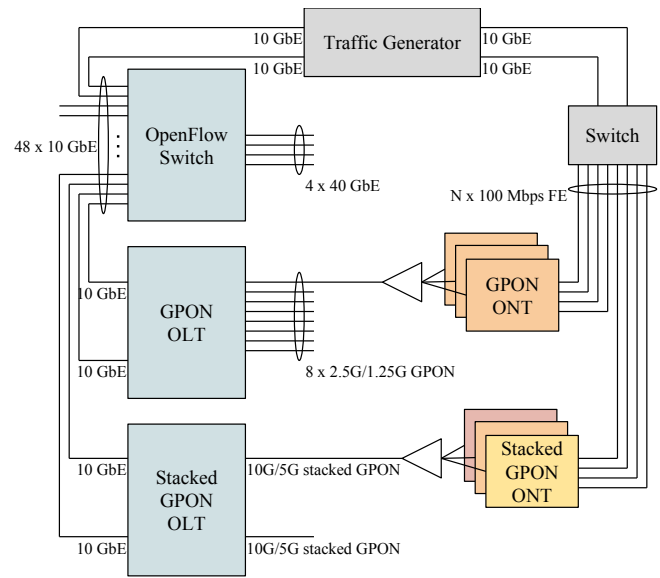 10 GbE
Traffic Generator
10 GbE
10 GbE
10 GbE
OpenFlow
Switch
Switch
48 x 10 GbE
4 x 40 GbE
N x 100 Mbps FE
GPON
OLT
10 GbE
GPON
ONT
10 GbE
8 x 2.5G/1.25G GPON
Stacked
GPON
OLT
10 GbE
10G/5G stacked GPON
Stacked
GPON
ONT
10 GbE
10G/5G stacked GPON